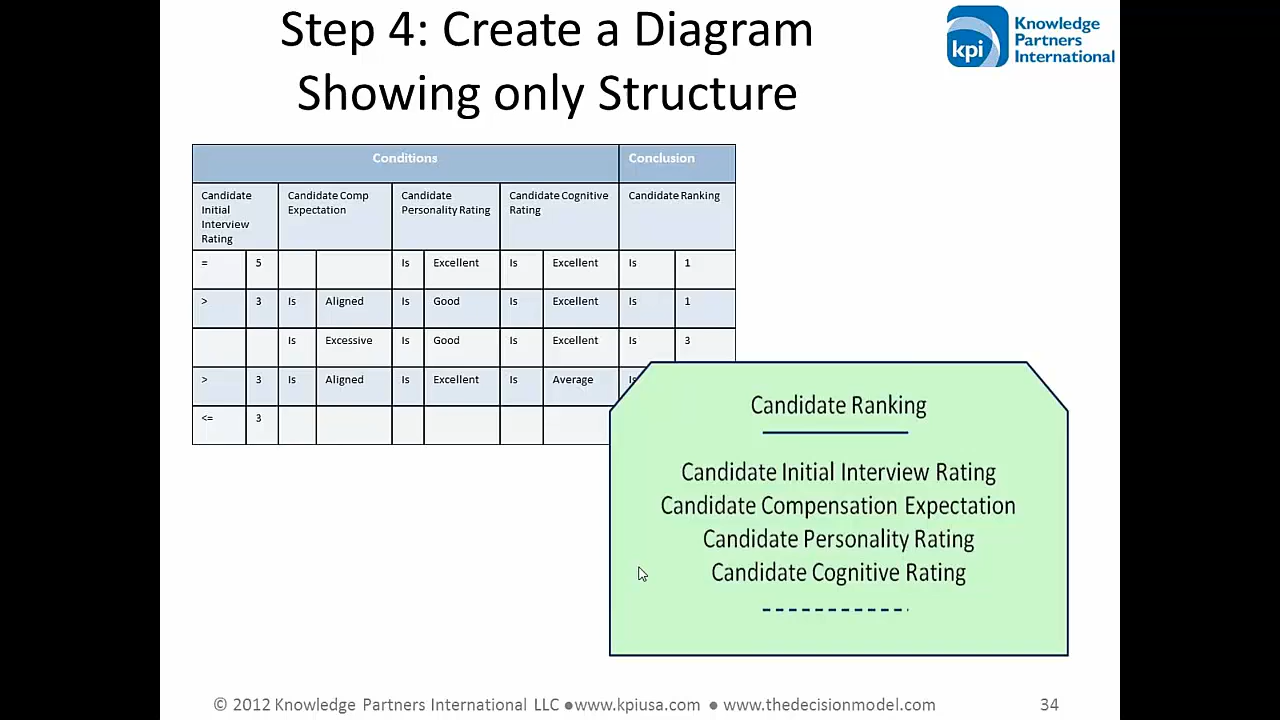 Step 4: Create a Diagram
Showing only Structure
kpi
Knowledge
Partners
International
Conditions Conclusion
Candidate Initial Interview Rating Candidate Comp Expectation Candidate Personality Rating Candidate Cognitive Rating Candidate Ranking
= 5 Is Excellent Is Excellent Is 1
> 3 Is Aligned Is Good Is Excellent Is 1
Is Excessive Is Good Is Excellent Is 3
> 3 Is Aligned Is Excellent Is Average Is
<= 3
Candidate Ranking
Candidate Initial Interview Rating
Candidate Compensation Expectation
Candidate Personality Rating
Candidate Cognitive Rating
© 2012 Knowledge Partners International LLC ●www.kpiusa.com ● www.thedecisionmodel.com 34